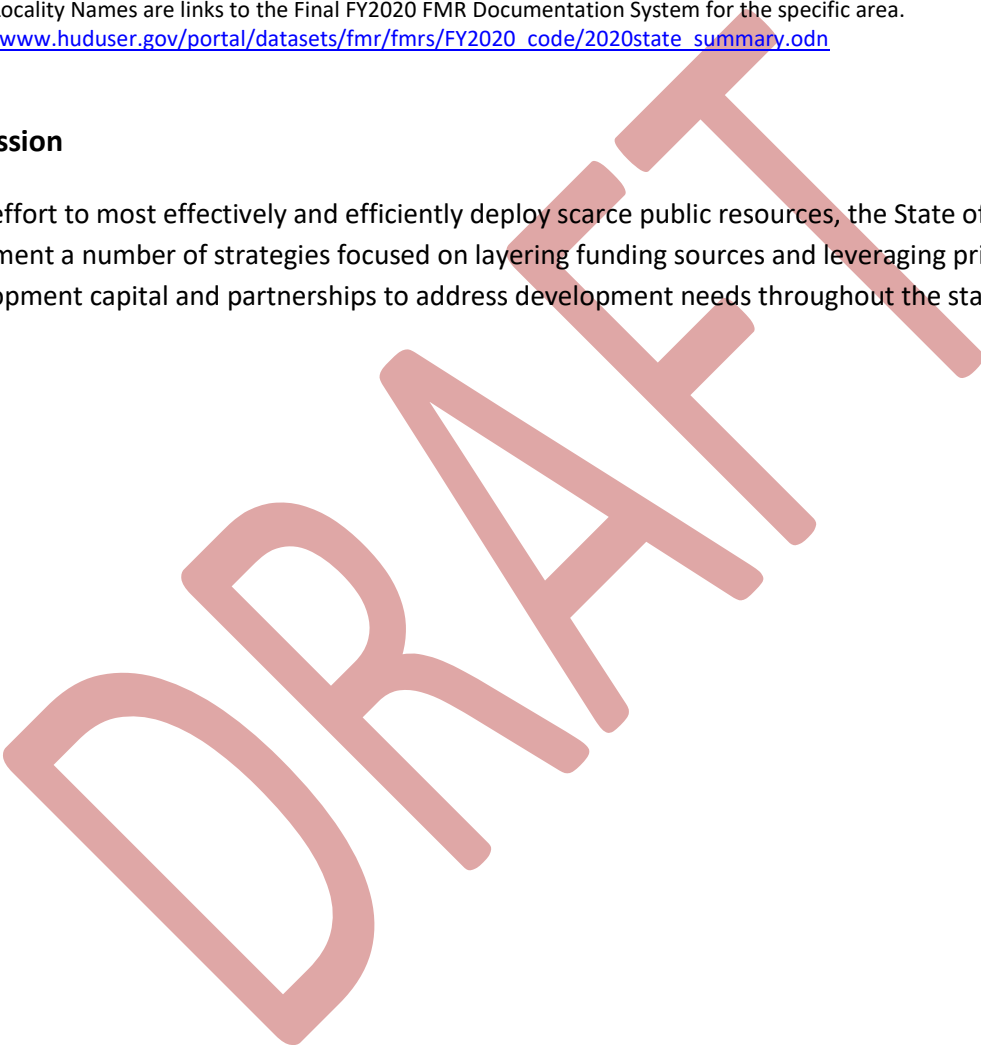 ocality Names are links to the Final FY2020 FMR Documentation System for the specific area.
www.huduser.gov/portal/datasets/fmr/fmrs/FY2020_code/2020state_summary.odn
ssion
effort to most effectively and efficiently deploy scarce public resources, the State of
ment a number of strategies focused on layering funding sources and leveraging pri
opment capital and partnerships to address development needs throughout the sta
DRAFT